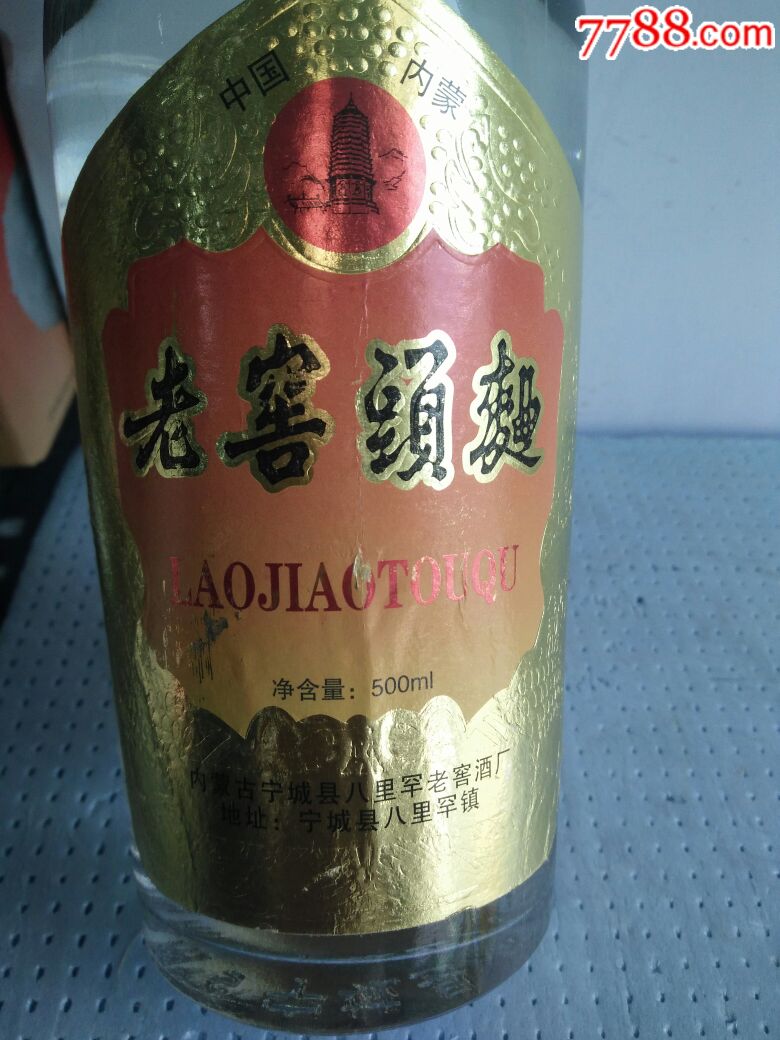 7788.com
中国 内蒙
老窖頭麯
LAOJIAOTOUQU
净含量：500ml
内蒙古宁城县八里罕老窖酒厂
地址：宁城县八里罕镇